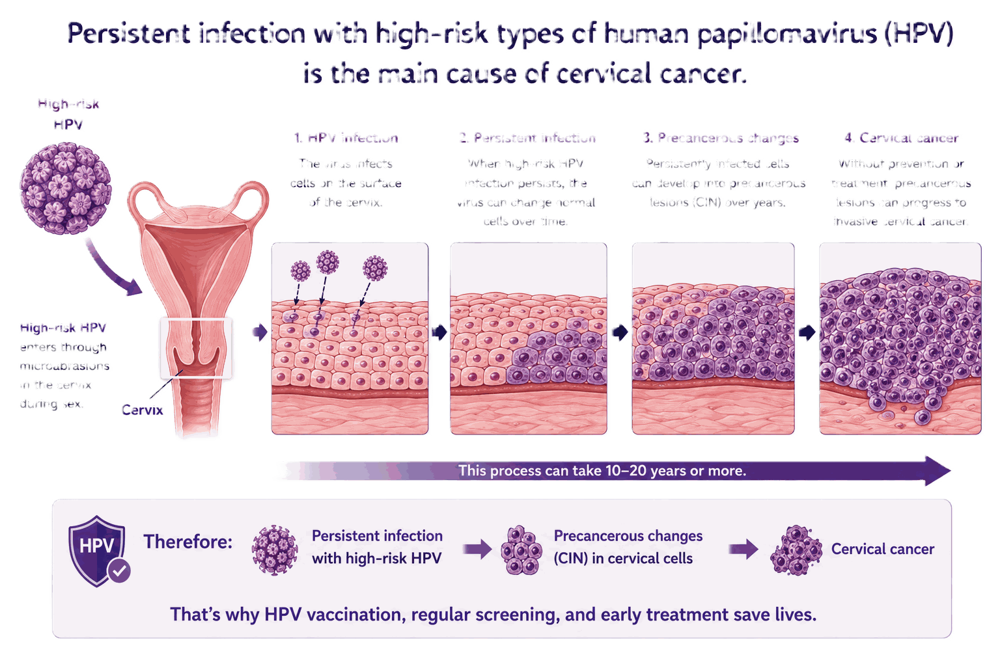 Persistent infection with high-risk types of human papillomavirus (HPV)
is the main cause of cervical cancer.
High-risk
HPV
1. HPV infection
The virus infects
cells on the surface
of the cervix.
2. Persistent infection
When high-risk HPV
infection persists, the
virus can change normal
cells over time.
3. Precancerous changes
Persistently infected cells
can develop into precancerous
lesions (CIN) over years.
4. Cervical cancer
Without prevention or
treatment, precancerous
lesions can progress to
invasive cervical cancer.
High-risk HPV
enters through
microabrasions
in the cervix
during sex.
Cervix
This process can take 10–20 years or more.
HPV
Therefore:
Persistent infection
with high-risk HPV
Precancerous changes
(CIN) in cervical cells
Cervical cancer
That's why HPV vaccination, regular screening, and early treatment save lives.